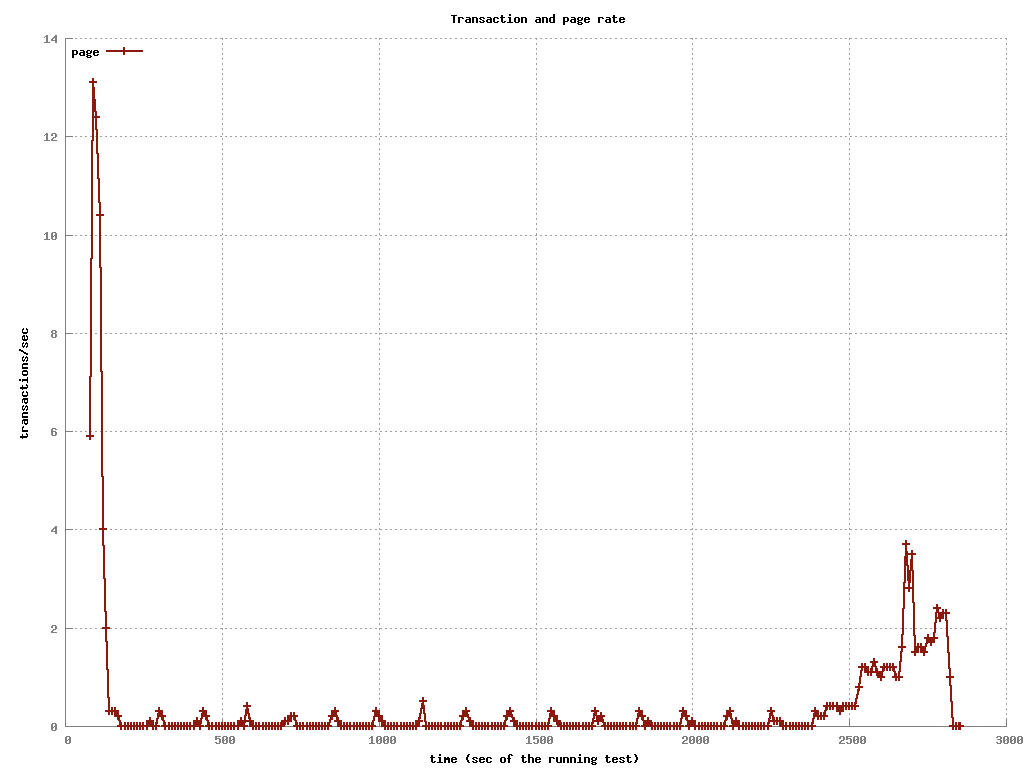 Transaction and page rate
page
14
12
10
8
6
4
2
0
transactions/sec
0 500 1000 1500 2000 2500 3000
time (sec of the running test)